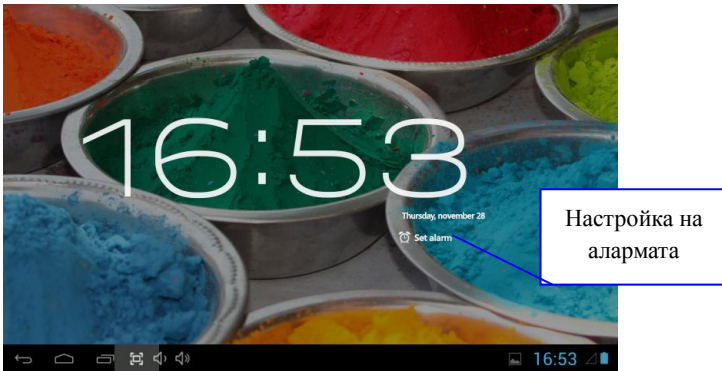 16:53
Thursday, november 28
Set alarm
Настройка на
алармата
16:53